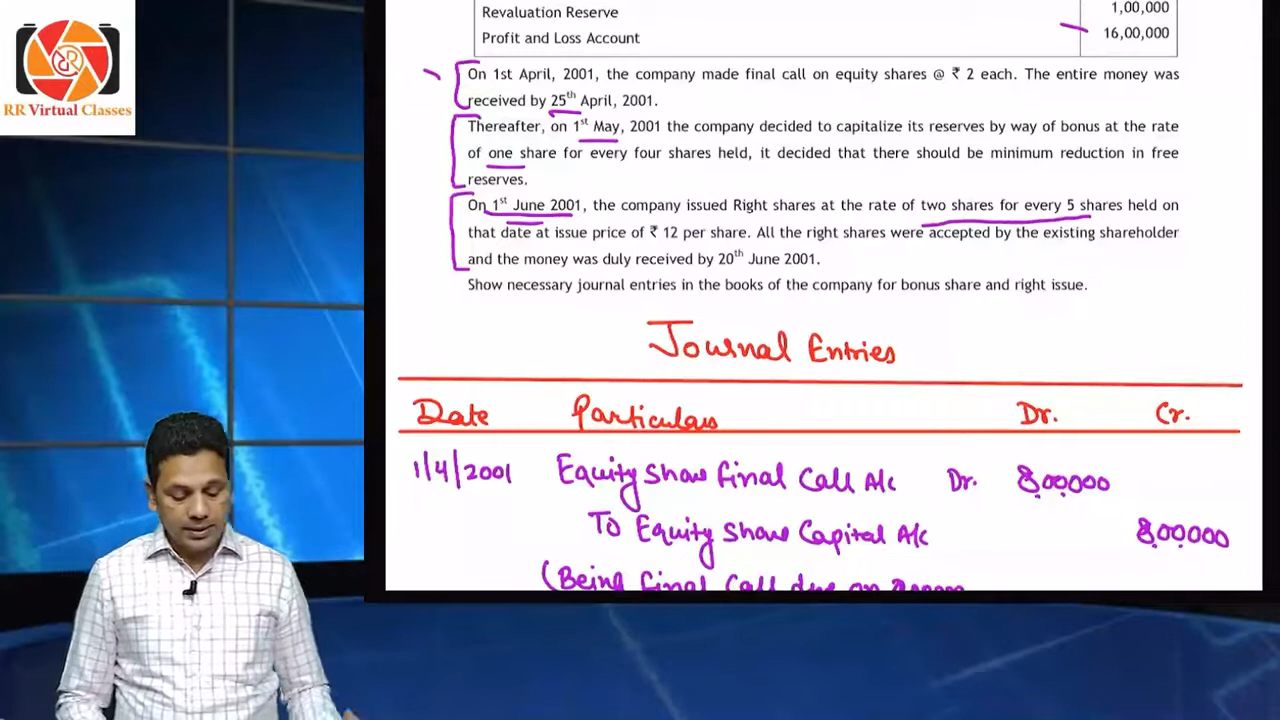 RR Virtual Classes
Revaluation Reserve 1,00,000
Profit and Loss Account 16,00,000
On 1st April, 2001, the company made final call on equity shares @ ₹ 2 each. The entire money was
received by 25th April, 2001.
Thereafter, on 1st May, 2001 the company decided to capitalize its reserves by way of bonus at the rate
of one share for every four shares held, it decided that there should be minimum reduction in free
reserves.
On 1st June 2001, the company issued Right shares at the rate of two shares for every 5 shares held on
that date at issue price of ₹ 12 per share. All the right shares were accepted by the existing shareholder
and the money was duly received by 20th June 2001.
Show necessary journal entries in the books of the company for bonus share and right issue.
Journal Entries
Date Particulars Dr. Cr.
1/4/2001 Equity Share Final Call A/c Dr. 8,00,000
To Equity Share Capital A/c 8,00,000
(Being final call due on